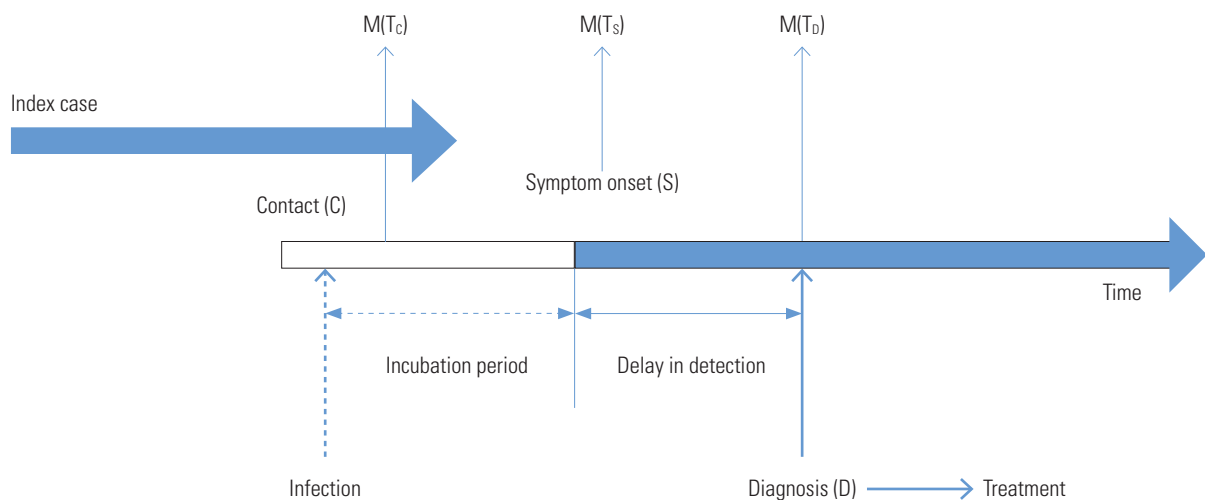 M(Tc) M(Ts) M(TD)
Index case
Symptom onset (S)
Contact (C)
Time
Incubation period Delay in detection
Infection Diagnosis (D) Treatment